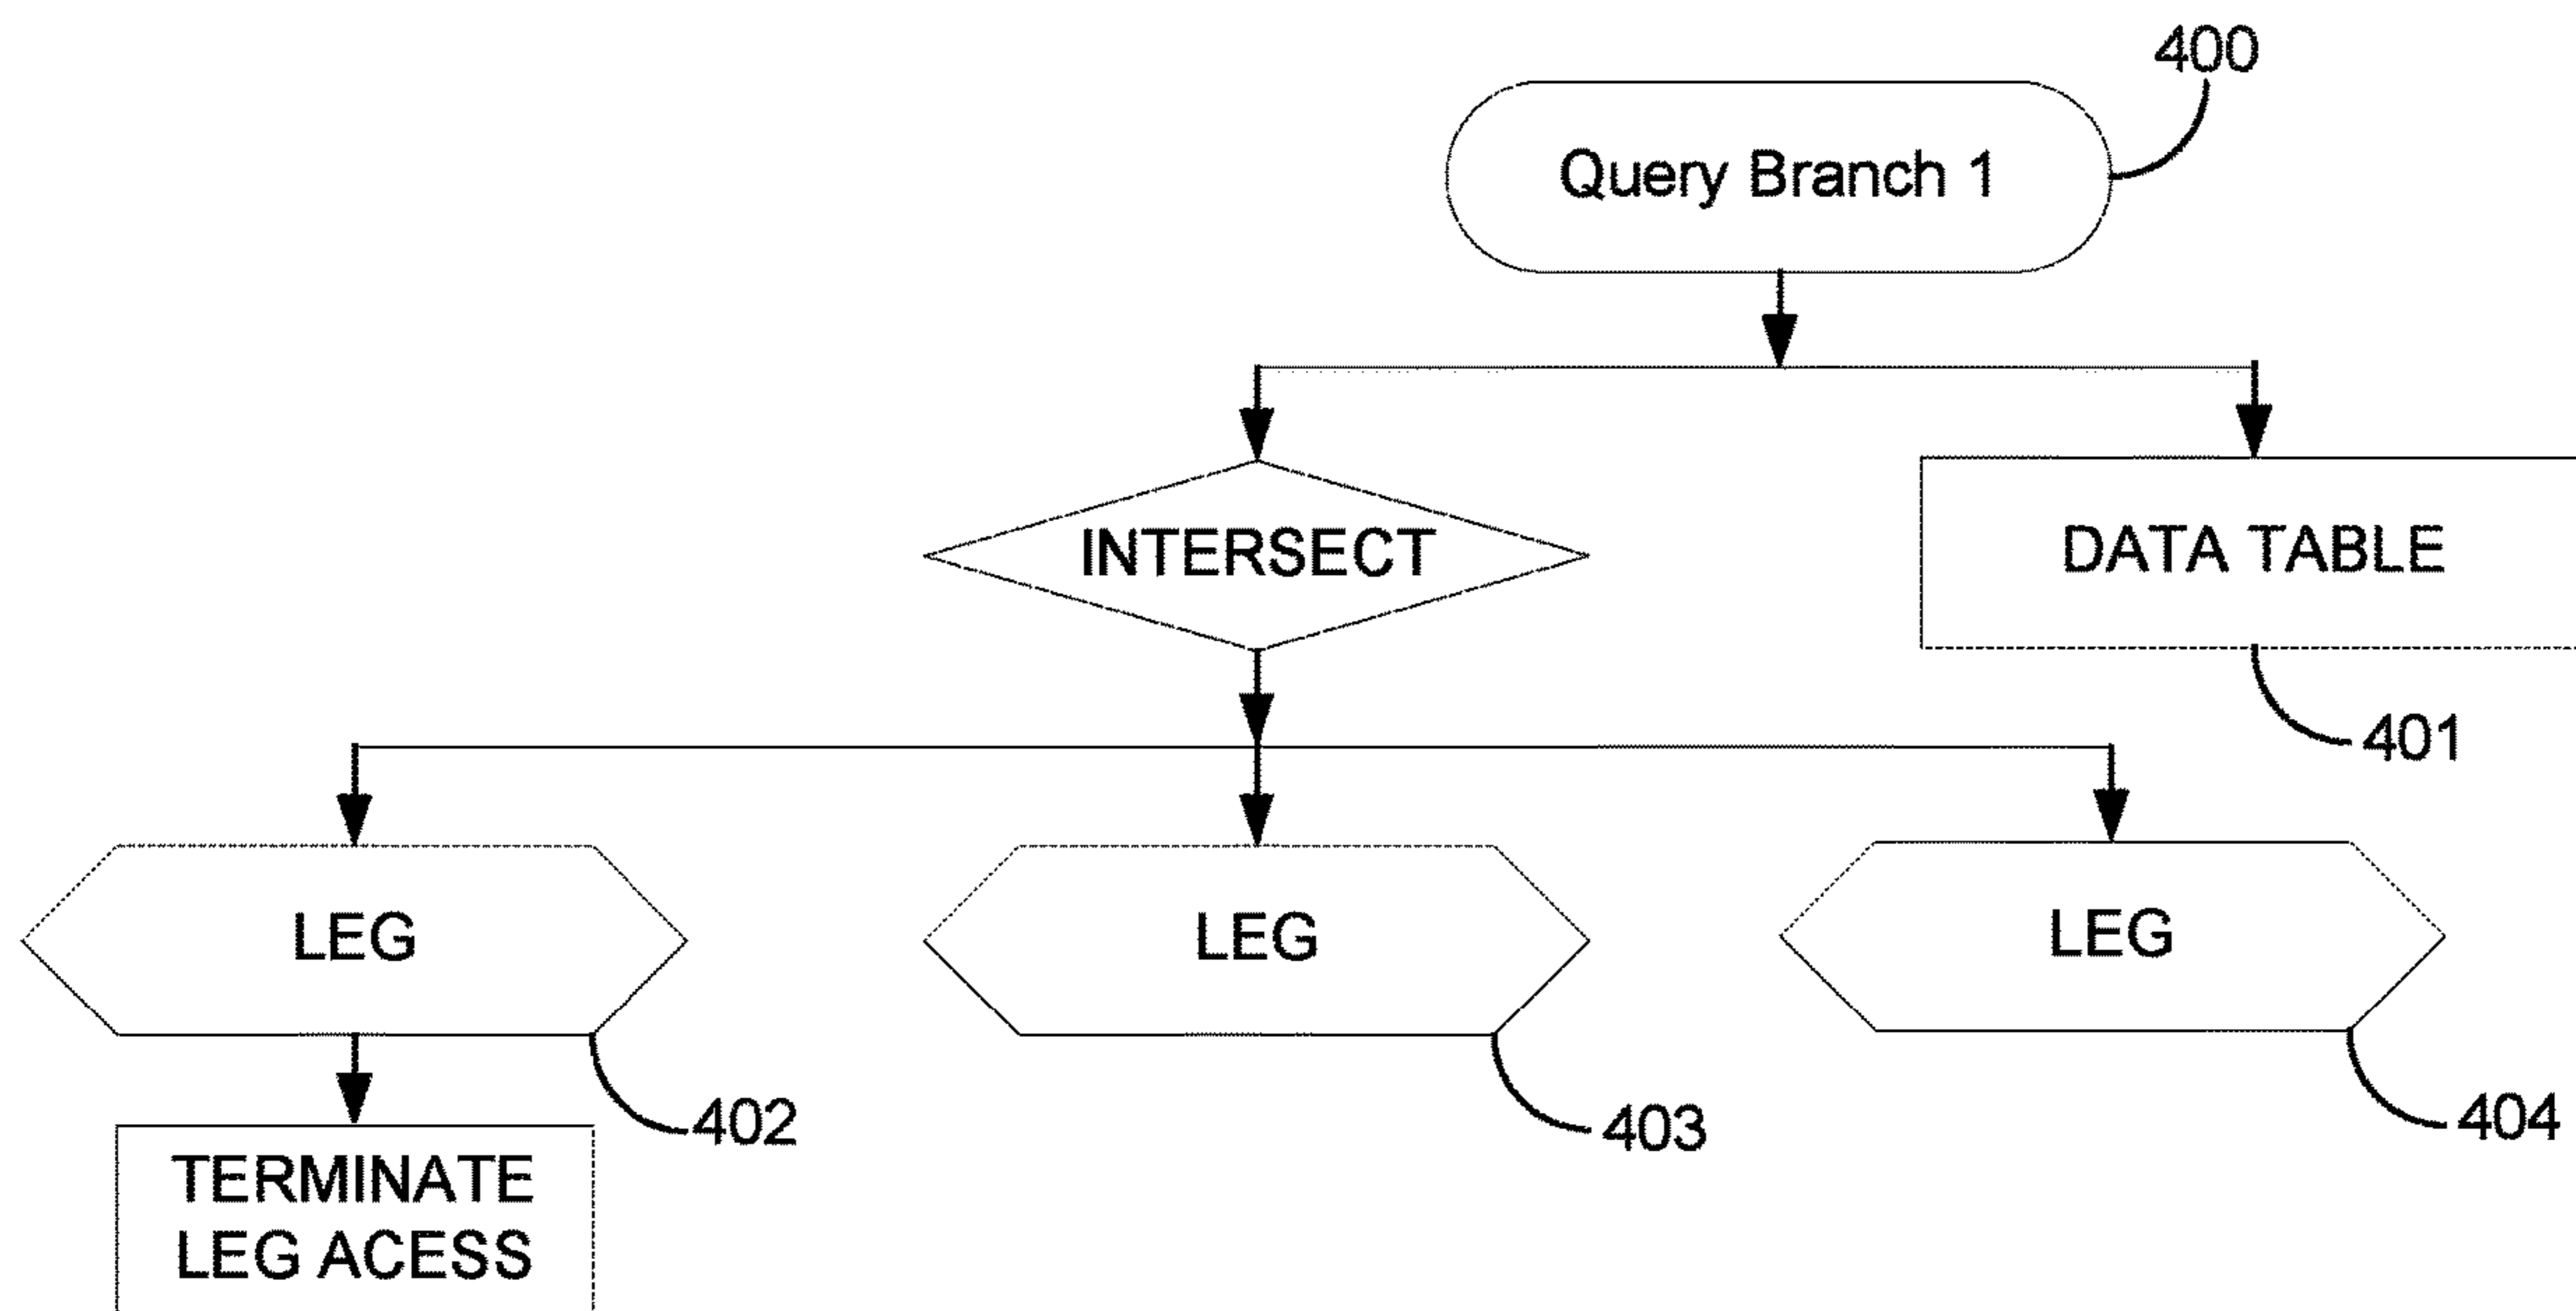 400
Query Branch 1
INTERSECT
DATA TABLE
401
LEG
LEG
LEG
402
403
404
TERMINATE
LEG ACESS